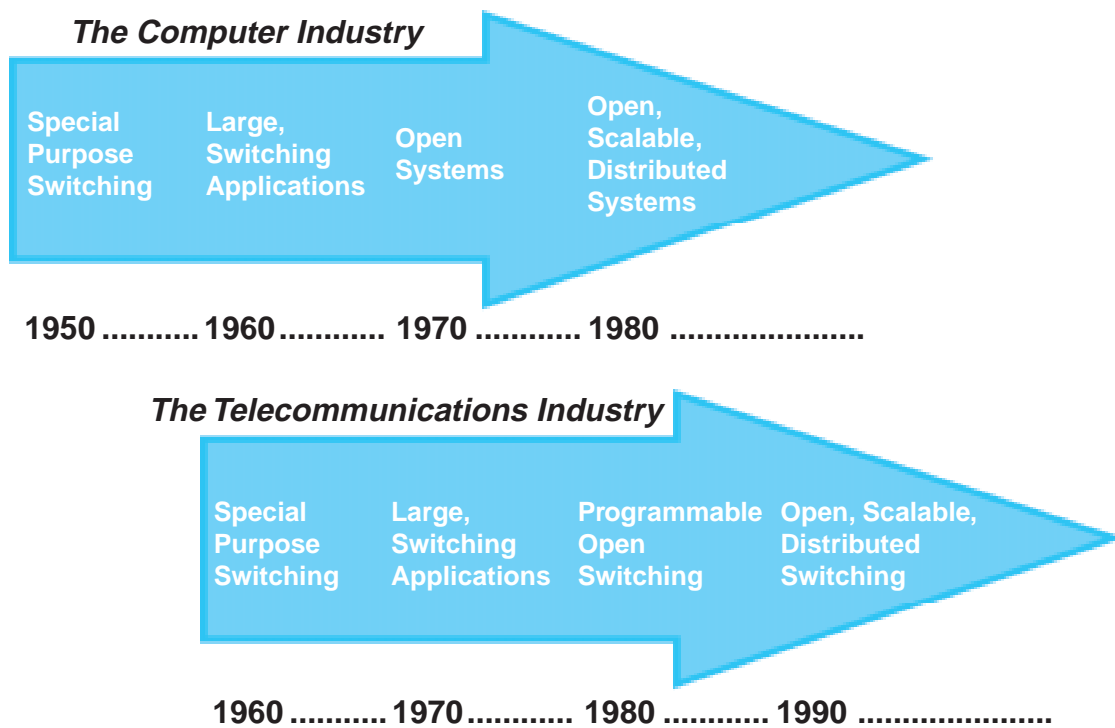 The Computer Industry
Special
Purpose
Switching
Large,
Switching
Applications
Open
Systems
Open,
Scalable,
Distributed
Systems
1950 ........... 1960 ............ 1970 ............ 1980 ......................
The Telecommunications Industry
Special
Purpose
Switching
Large,
Switching
Applications
Programmable
Open
Switching
Open, Scalable,
Distributed
Switching
1960 ........... 1970 ............ 1980 ............ 1990 ......................